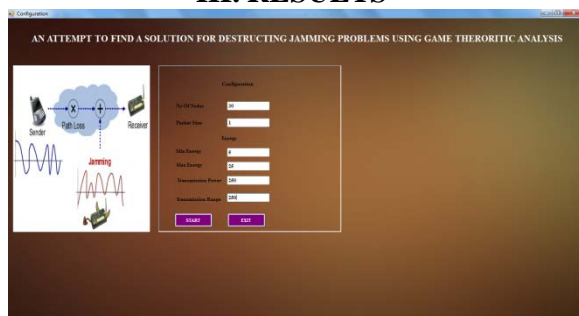 III. RESULTS
Configuration
AN ATTEMPT TO FIND A SOLUTION FOR DESTRUCTING JAMMING PROBLEMS USING GAME THERORITIC ANALYSIS
Sender
Path Loss
Receiver
Jamming
Configuration
No Of Nodes
Packet Size 1
Energy
Min Energy
Max Energy
Transmission Power
Transmission Range
START EXIT